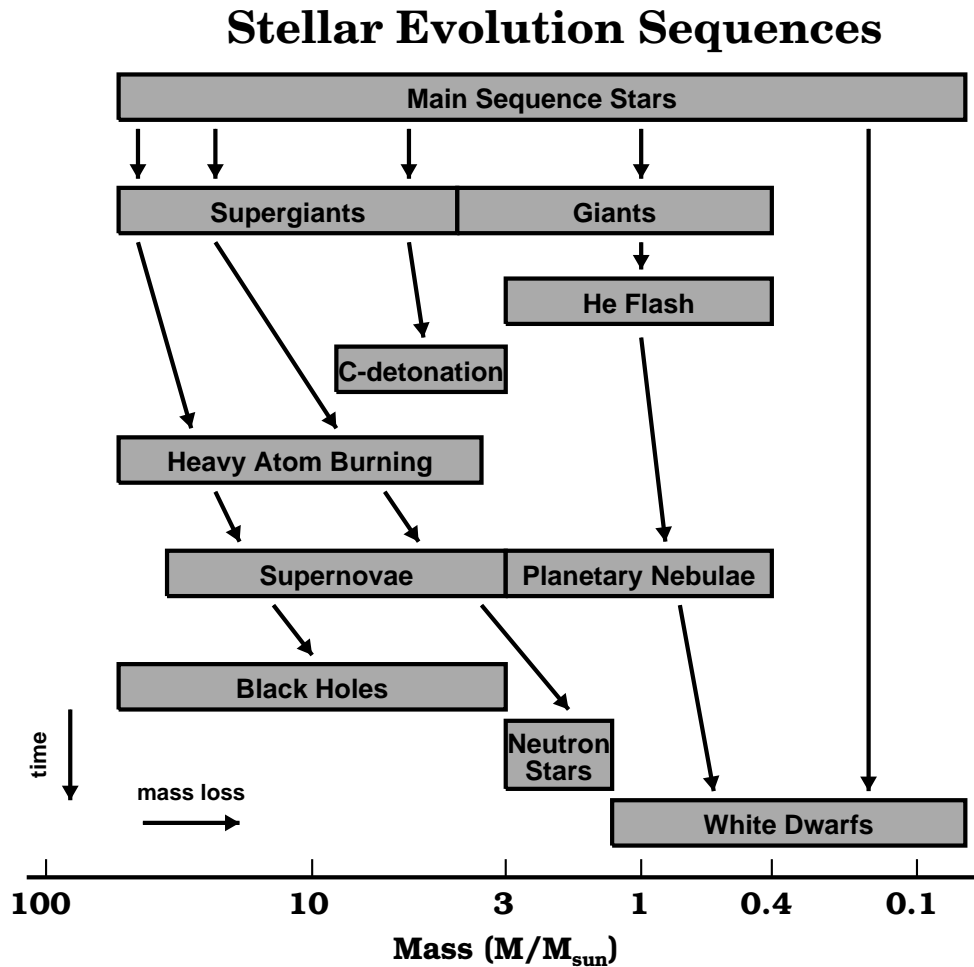 Stellar Evolution Sequences
Main Sequence Stars
Supergiants
Giants
He Flash
C-detonation
Heavy Atom Burning
Supernovae
Planetary Nebulae
Black Holes
Neutron
Stars
time
mass loss
White Dwarfs
100 10 3 1 0.4 0.1
Mass (M/M_sun)